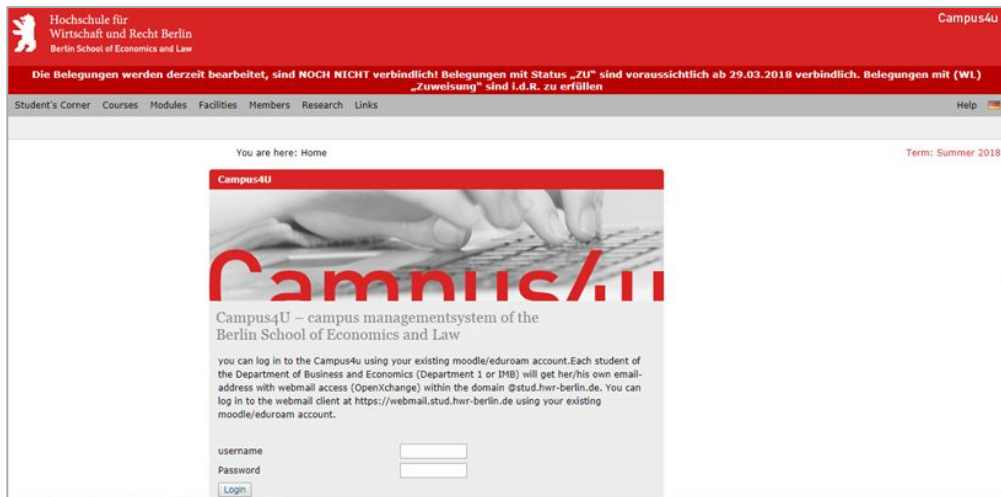 Hochschule für
Wirtschaft und Recht Berlin
Berlin School of Economics and Law
Campus4u
Die Belegungen werden derzeit bearbeitet, sind NOCH NICHT verbindlich! Belegungen mit Status „ZU" sind voraussichtlich ab 29.03.2018 verbindlich. Belegungen mit (WL)
„Zuweisung" sind i.d.R. zu erfüllen
Student's Corner Courses Modules Facilities Members Research Links Help
You are here: Home Term: Summer 2018
Campus4U
Campus4u
Campus4U – campus managementsystem of the
Berlin School of Economics and Law
you can log in to the Campus4u using your existing moodle/eduroam account.Each student of
the Department of Business and Economics (Department 1 or IMB) will get her/his own email-
address with webmail access (OpenXchange) within the domain @stud.hwr-berlin.de. You can
log in to the webmail client at https://webmail.stud.hwr-berlin.de using your existing
moodle/eduroam account.
username
Password
Login